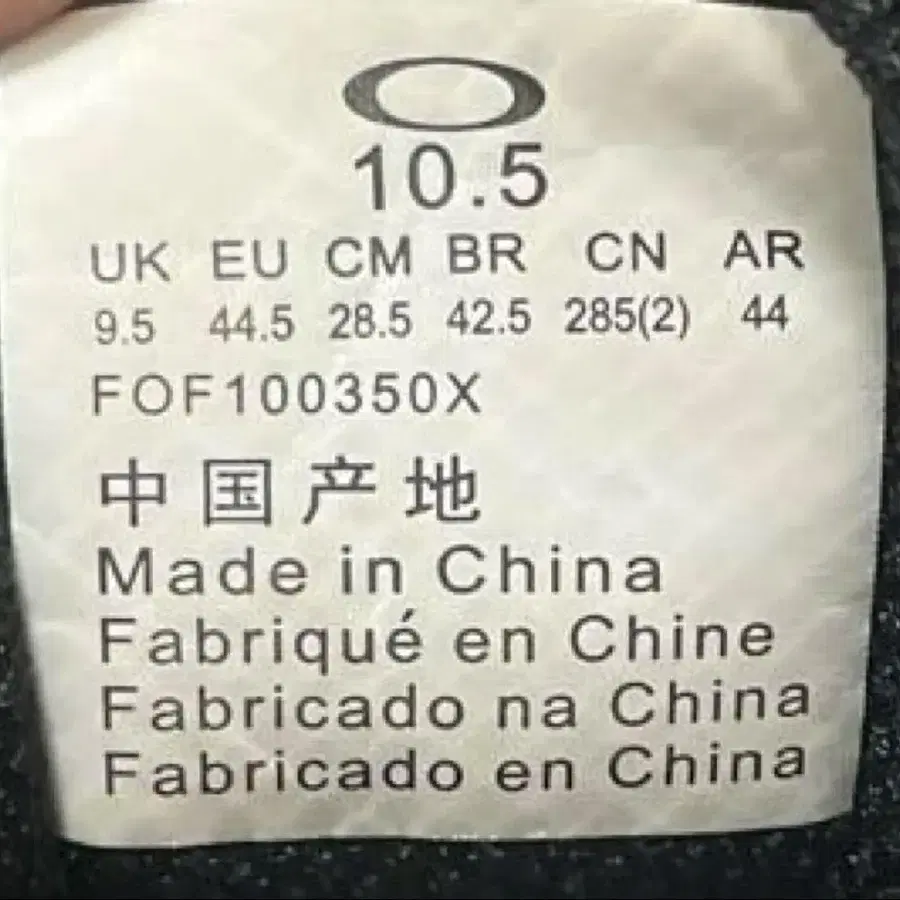 10.5
UK EU CM BR CN AR
9.5 44.5 28.5 42.5 285(2) 44
FOF100350X
中国产地
Made in China
Fabriqué en Chine
Fabricado na China
Fabricado en China